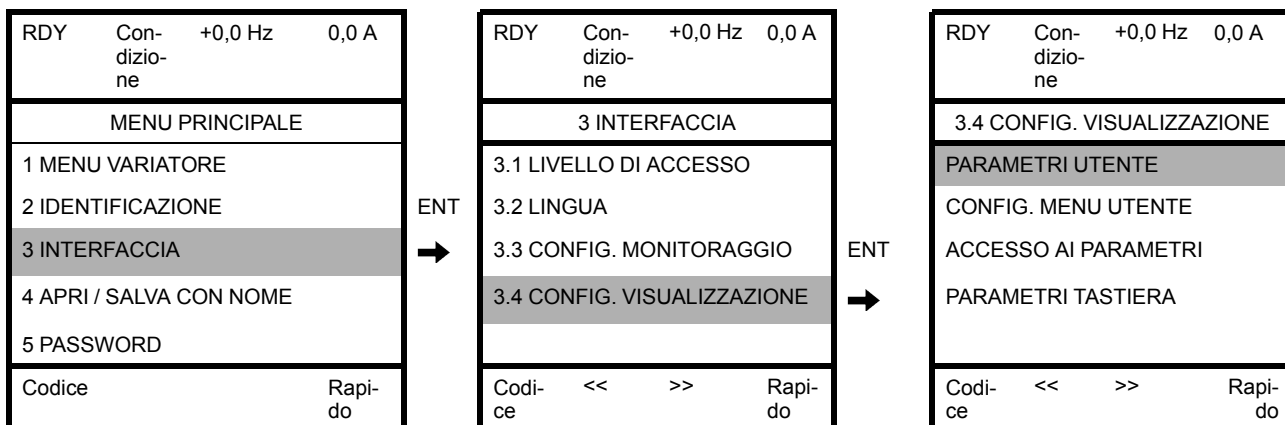 RDY Con-dizio-ne +0,0 Hz 0,0 A
MENU PRINCIPALE
1 MENU VARIATORE
2 IDENTIFICAZIONE
3 INTERFACCIA
4 APRI / SALVA CON NOME
5 PASSWORD
Codice Rapi-do
ENT
RDY Con-dizio-ne +0,0 Hz 0,0 A
3 INTERFACCIA
3.1 LIVELLO DI ACCESSO
3.2 LINGUA
3.3 CONFIG. MONITORAGGIO
3.4 CONFIG. VISUALIZZAZIONE
Codi-ce << >> Rapi-do
ENT
RDY Con-dizio-ne +0,0 Hz 0,0 A
3.4 CONFIG. VISUALIZZAZIONE
PARAMETRI UTENTE
CONFIG. MENU UTENTE
ACCESSO AI PARAMETRI
PARAMETRI TASTIERA
Codi-ce << >> Rapi-do